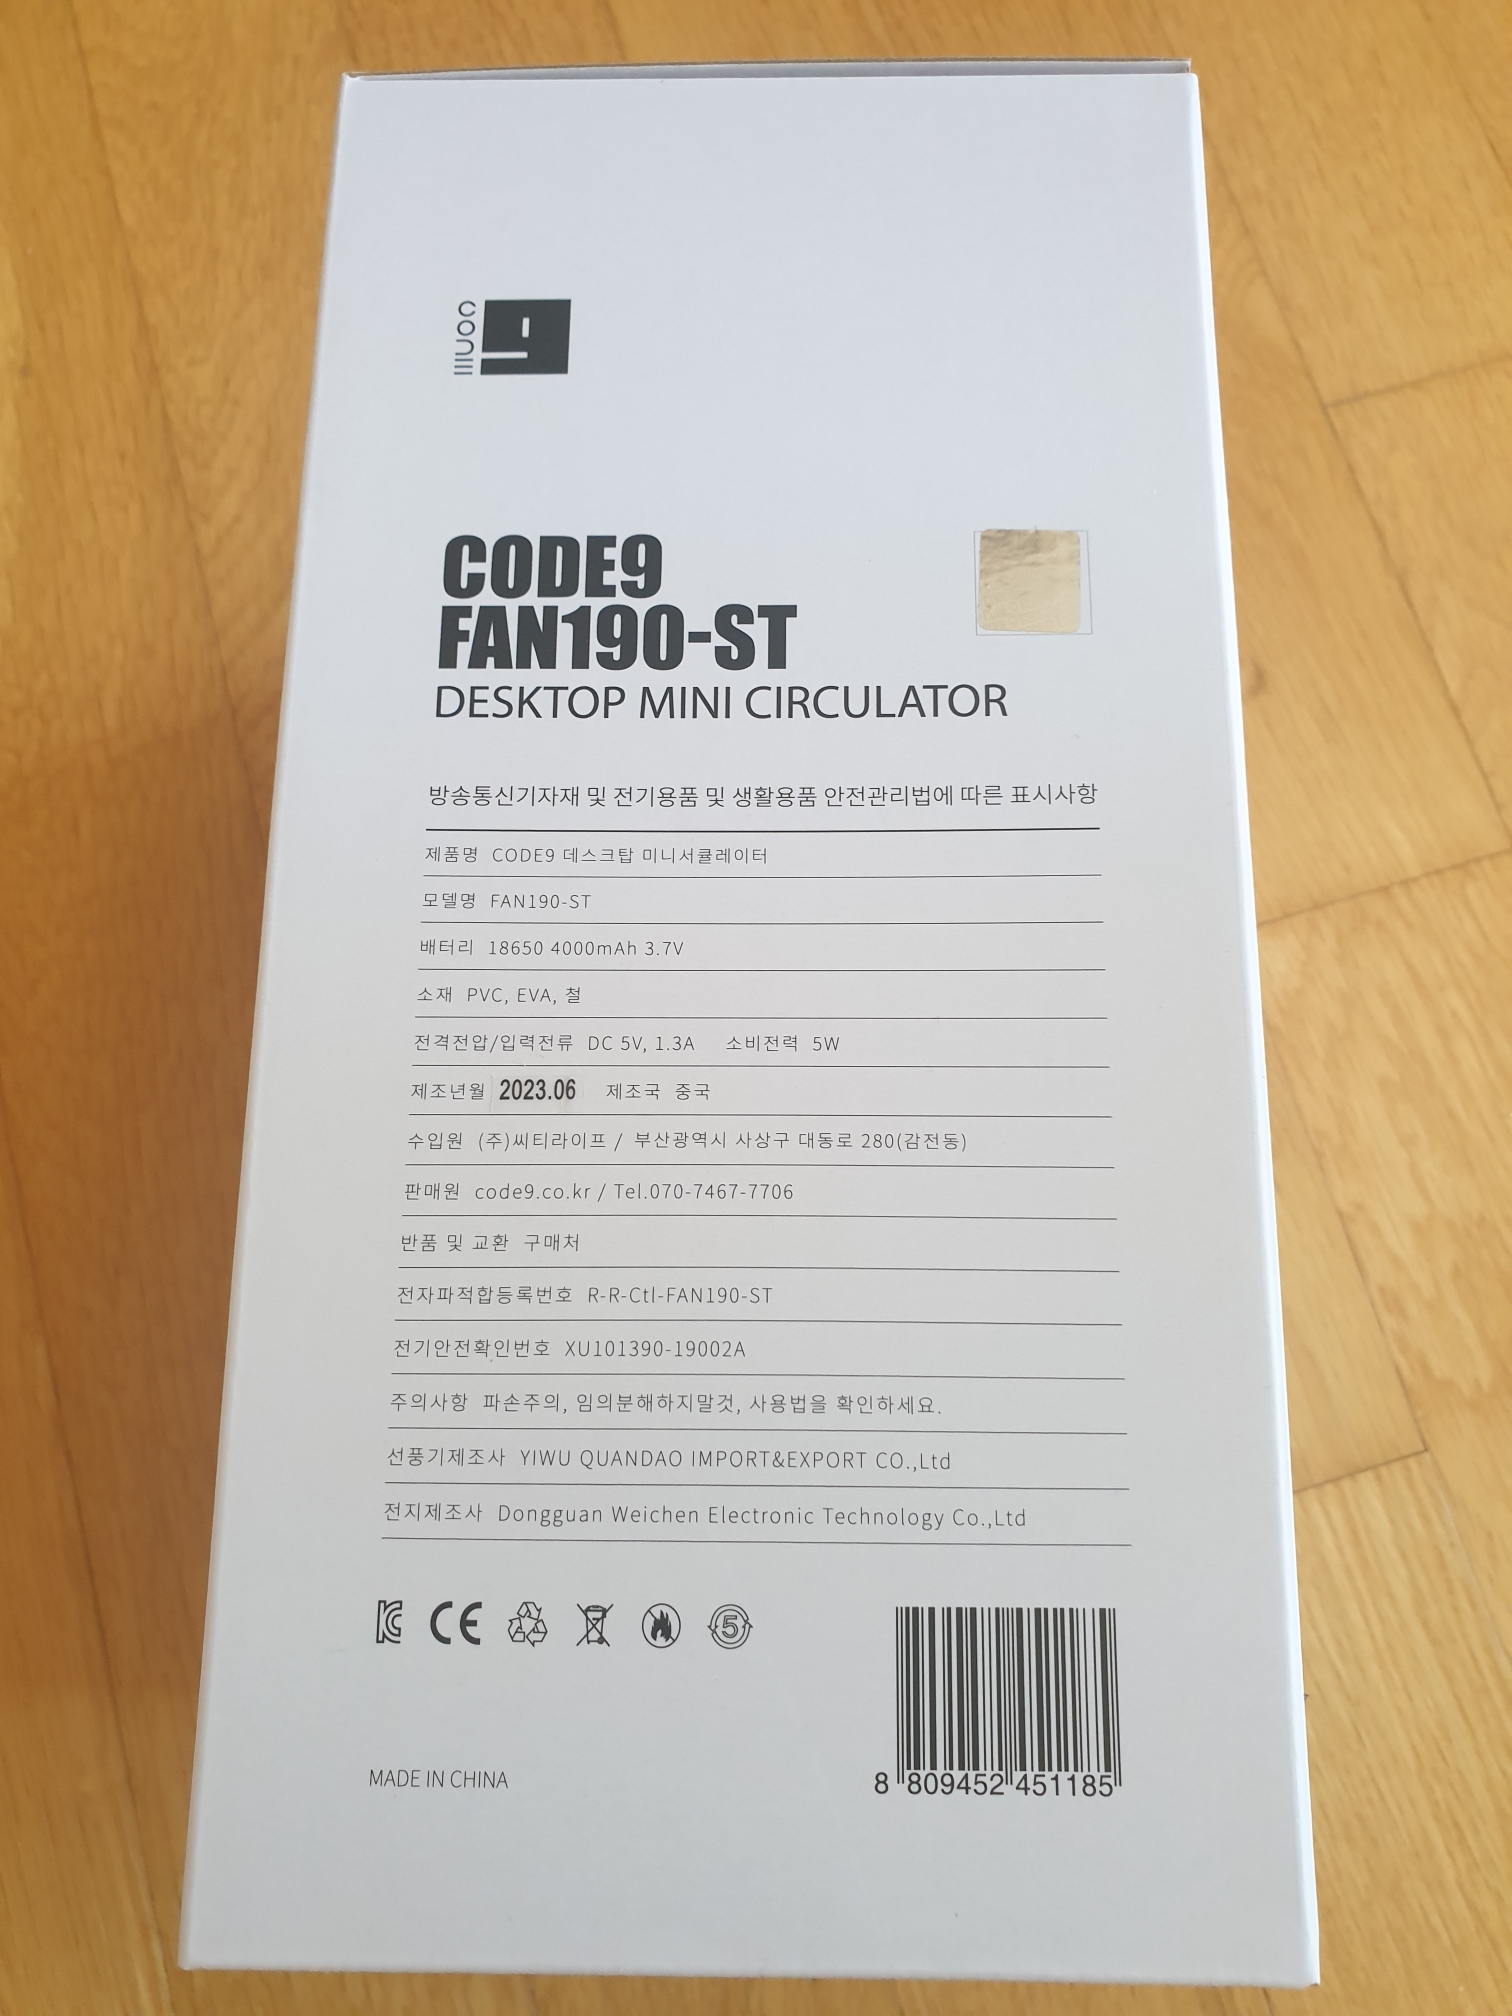 CODE
9
CODE9
FAN190-ST
DESKTOP MINI CIRCULATOR
방송통신기자재 및 전기용품 및 생활용품 안전관리법에 따른 표시사항
제품명 CODE9 데스크탑 미니서큘레이터
모델명 FAN190-ST
배터리 18650 4000mAh 3.7V
소재 PVC, EVA, 철
전격전압/입력전류 DC 5V, 1.3A 소비전력 5W
제조년월 2023.06 제조국 중국
수입원 (주)씨티라이프 / 부산광역시 사상구 대동로 280(감전동)
판매원 code9.co.kr / Tel.070-7467-7706
반품 및 교환 구매처
전자파적합등록번호 R-R-Ctl-FAN190-ST
전기안전확인번호 XU101390-19002A
주의사항 파손주의, 임의분해하지말것, 사용법을 확인하세요.
선풍기제조사 YIWU QUANDAO IMPORT&EXPORT CO.,Ltd
전지제조사 Dongguan Weichen Electronic Technology Co.,Ltd
KC CE 5
MADE IN CHINA
8 809452 451185